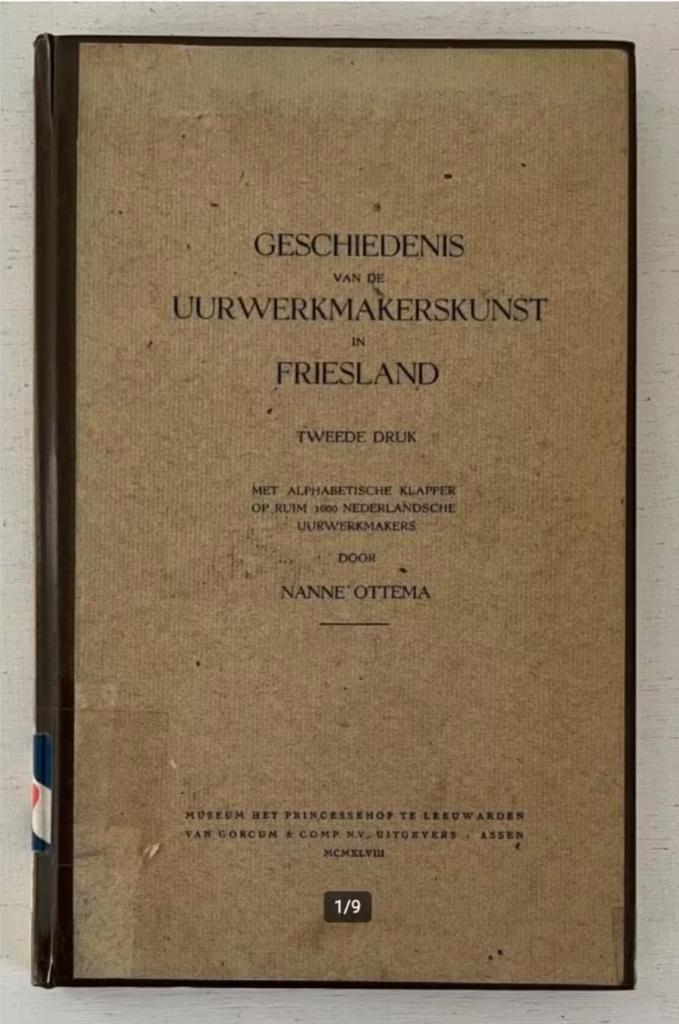 GESCHIEDENIS
VAN DE
UURWERKMAKERSKUNST
IN
FRIESLAND
TWEEDE DRUK
MET ALPHABETISCHE KLAPPER
OP RUIM 1600 NEDERLANDSCHE
UURWERKMAKERS
DOOR
NANNE OTTEMA
MUSEUM HET PRINCESSEHOF TE LEEUWARDEN
VAN GORCUM & COMP. N.V., UITGEVERS - ASSEN
MCMXLVIII
1/9